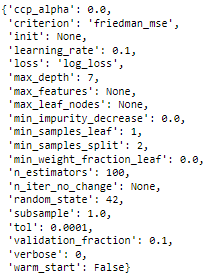 {'ccp_alpha': 0.0,
'criterion': 'friedman_mse',
'init': None,
'learning_rate': 0.1,
'loss': 'log_loss',
'max_depth': 7,
'max_features': None,
'max_leaf_nodes': None,
'min_impurity_decrease': 0.0,
'min_samples_leaf': 1,
'min_samples_split': 2,
'min_weight_fraction_leaf': 0.0,
'n_estimators': 100,
'n_iter_no_change': None,
'random_state': 42,
'subsample': 1.0,
'tol': 0.0001,
'validation_fraction': 0.1,
'verbose': 0,
'warm_start': False}